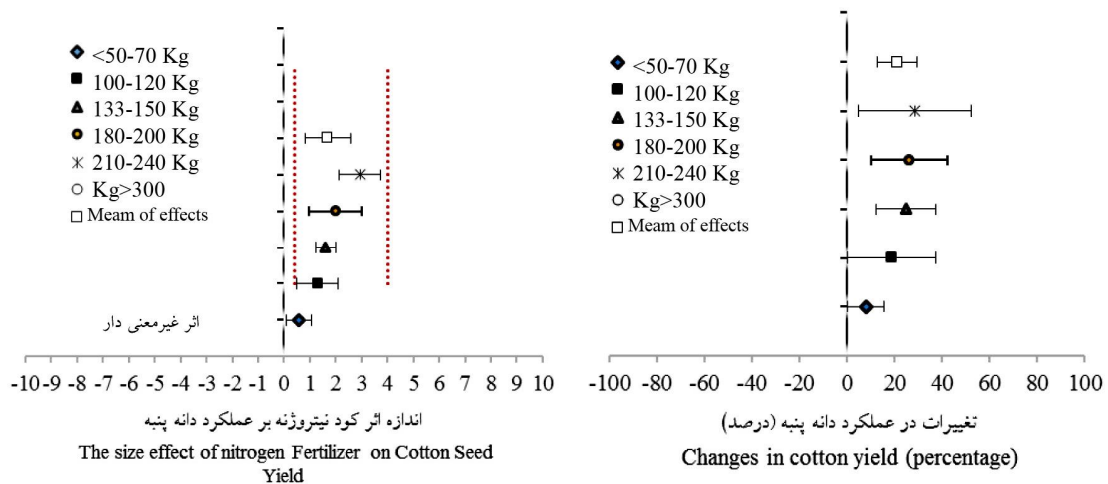 <50-70 Kg
100-120 Kg
133-150 Kg
180-200 Kg
210-240 Kg
Kg>300
Meam of effects
اثر غیرمعنی دار
-10 -9 -8 -7 -6 -5 -4 -3 -2 -1 0 1 2 3 4 5 6 7 8 9 10
اندازه اثر کود نیتروژنه بر عملکرد دانه پنبه
The size effect of nitrogen Fertilizer on Cotton Seed
Yield
<50-70 Kg
100-120 Kg
133-150 Kg
180-200 Kg
210-240 Kg
Kg>300
Meam of effects
-100 -80 -60 -40 -20 0 20 40 60 80 100
تغییرات در عملکرد دانه پنبه (درصد)
Changes in cotton yield (percentage)